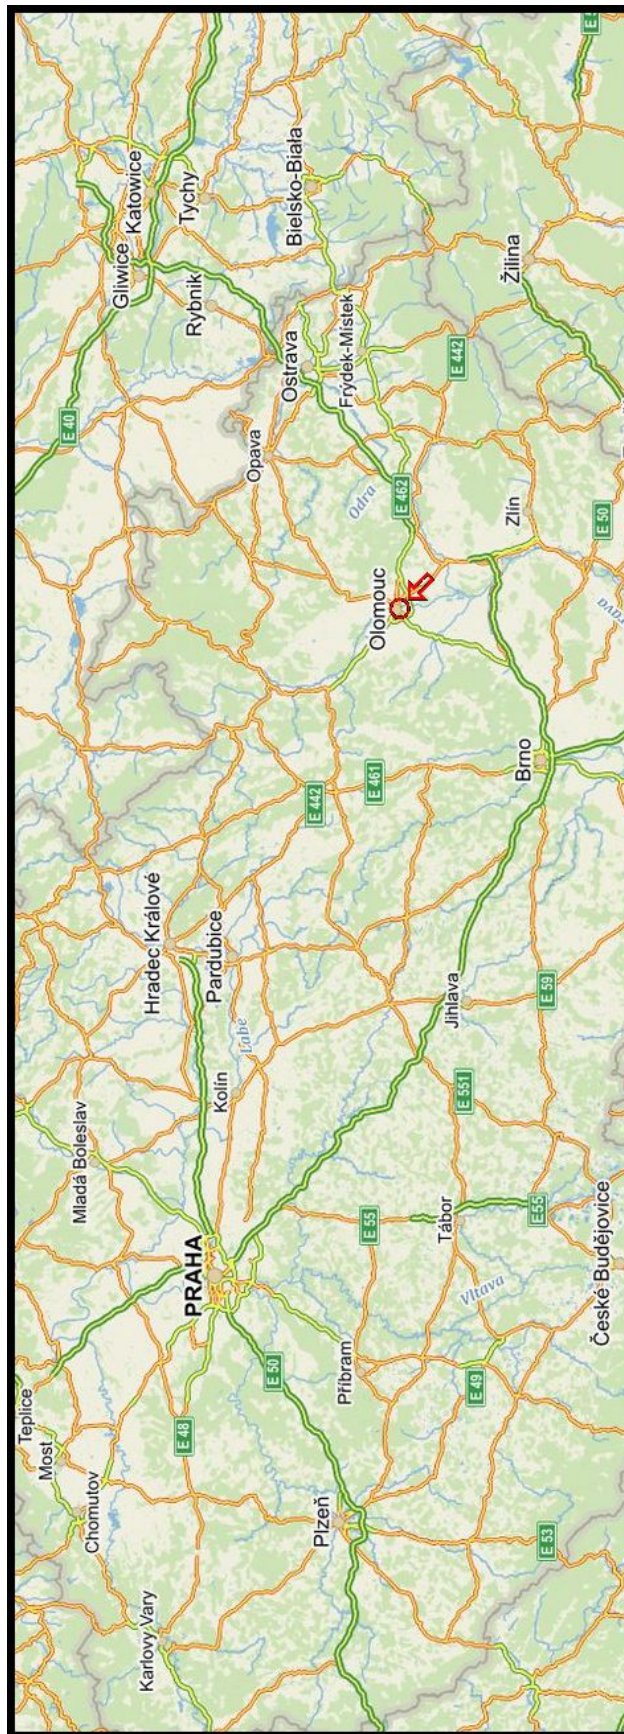 Teplice
Most
E 40
Mladá Boleslav
Chomutov
Gliwice
Katowice
Karlovy Vary
Hradec Králové
E 48
Tychy
PRAHA
Rybnik
Pardubice
Kolín
Ľabe
Opava
E 50
Ostrava
Bielsko-Biała
E 442
Plzeň
Příbram
Frýdek-Místek
Odra
E 55
E 461
Olomouc
E 462
Tábor
Jihlava
E 442
E 551
E 49
Vltava
Zlín
Žilina
Brno
E55
E 53
E 59
České Budějovice
E 50